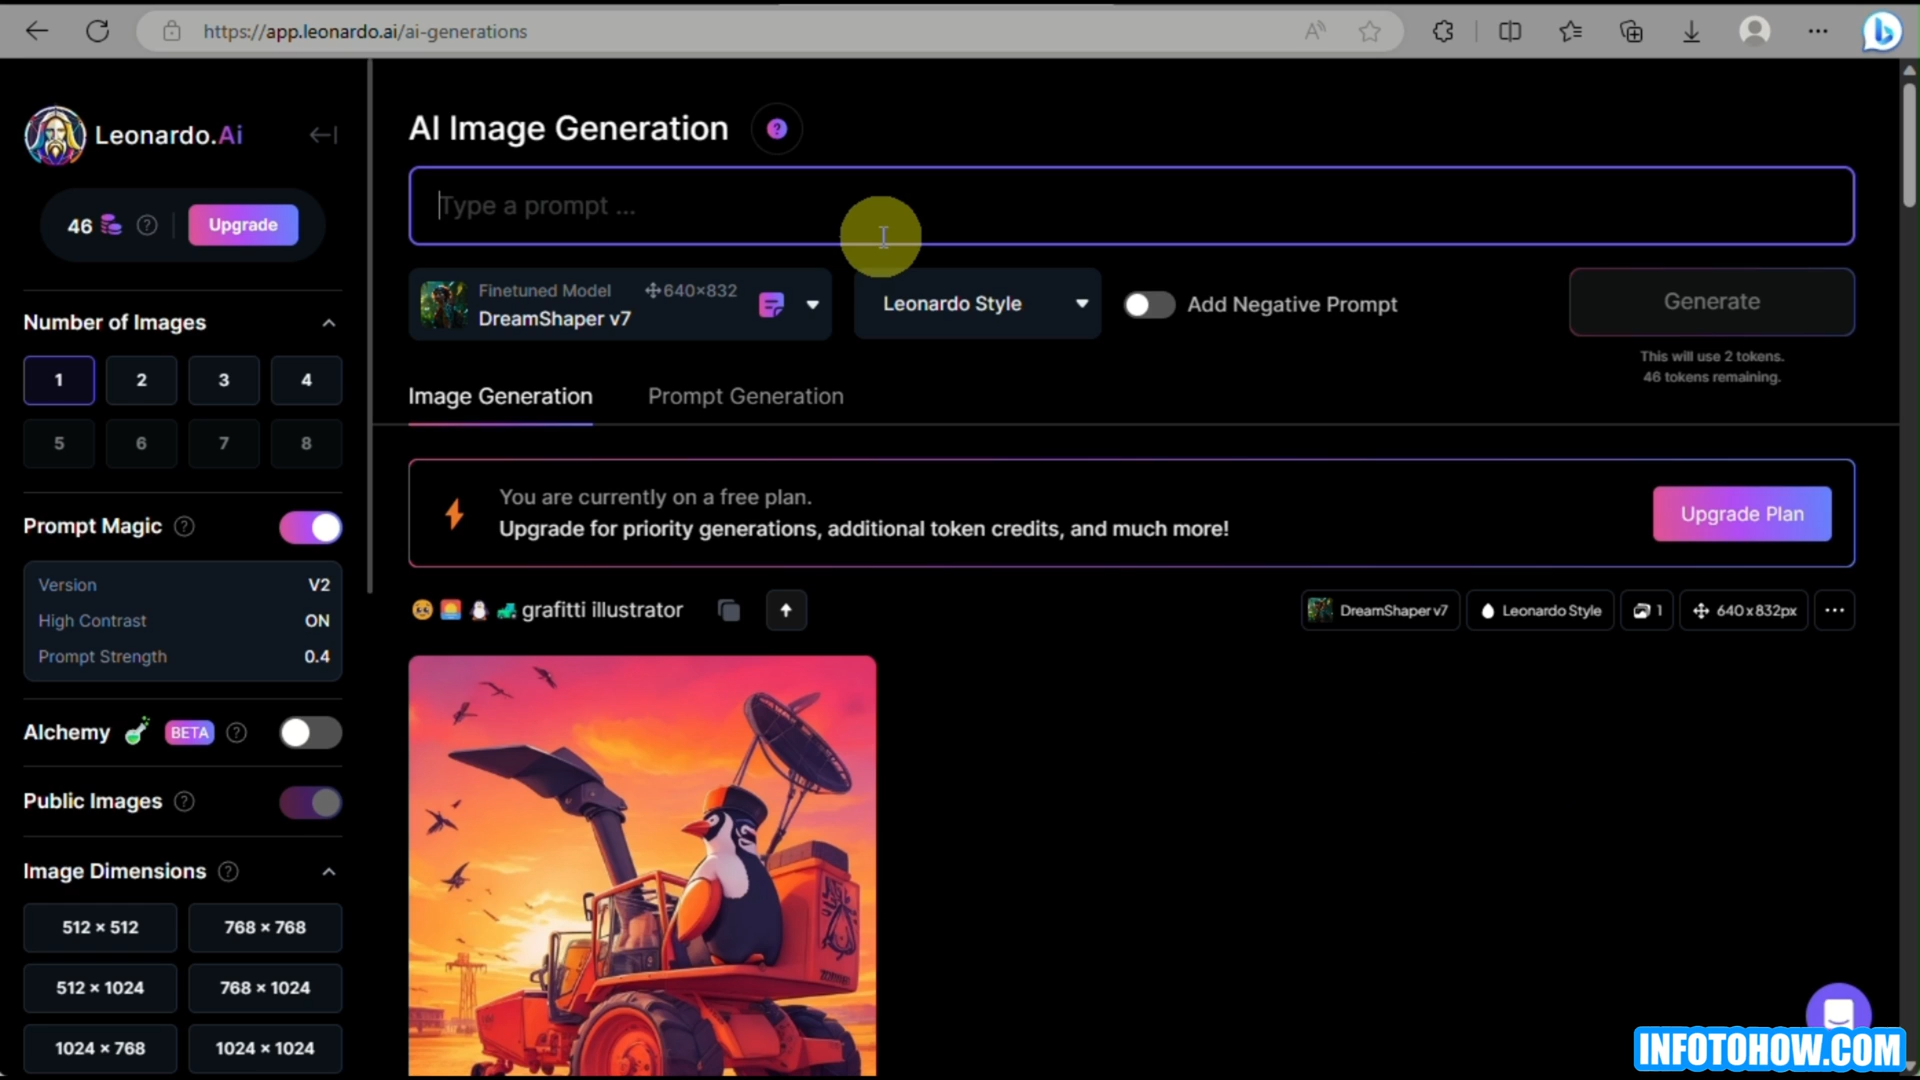 https://app.leonardo.ai/ai-generations
Leonardo.Ai
46
Upgrade
Number of Images
1 2 3 4
5 6 7 8
Prompt Magic
Version V2
High Contrast ON
Prompt Strength 0.4
Alchemy BETA
Public Images
Image Dimensions
512 × 512 768 × 768
512 × 1024 768 × 1024
1024 × 768 1024 × 1024
AI Image Generation
Type a prompt ...
Finetuned Model 640×832
DreamShaper v7
Leonardo Style
Add Negative Prompt
Generate
This will use 2 tokens.
46 tokens remaining.
Image Generation Prompt Generation
You are currently on a free plan.
Upgrade for priority generations, additional token credits, and much more!
Upgrade Plan
grafitti illustrator
DreamShaper v7 Leonardo Style 1 640 x 832px
INFOTOHOW.COM